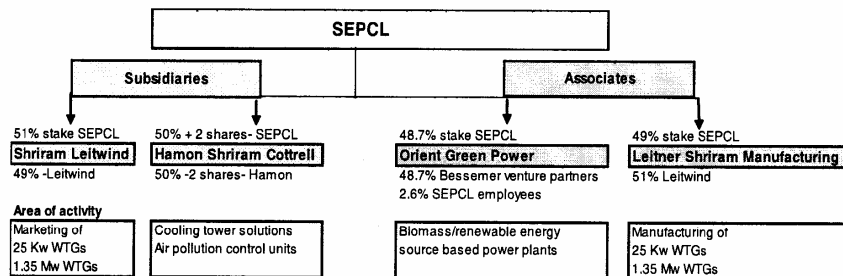 SEPCL
Subsidiaries
Associates
51% stake SEPCL
Shriram Leitwind
49% -Leitwind
50% + 2 shares- SEPCL
Hamon Shriram Cottrell
50% -2 shares- Hamon
48.7% stake SEPCL
Orient Green Power
48.7% Bessemer venture partners
2.6% SEPCL employees
49% stake SEPCL
Leitner Shriram Manufacturing
51% Leitwind
Area of activity
Marketing of
25 Kw WTGs
1.35 Mw WTGs
Cooling tower solutions
Air pollution control units
Biomass/renewable energy
source based power plants
Manufacturing of
25 Kw WTGs
1.35 Mw WTGs